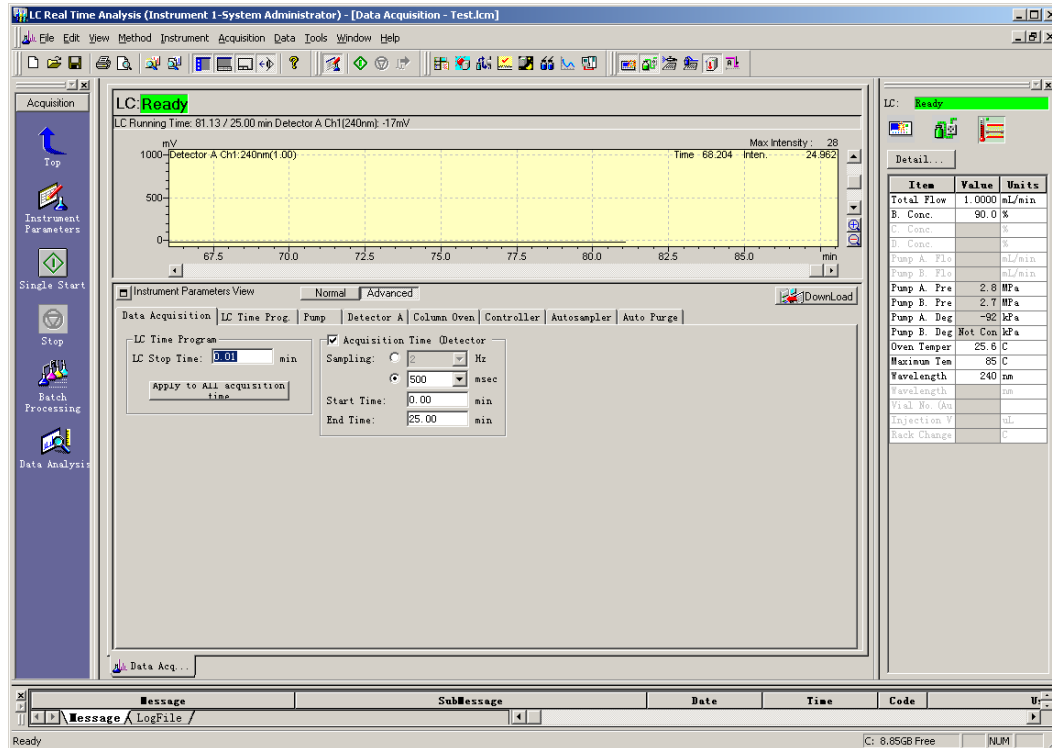 LC Real Time Analysis (Instrument 1-System Administrator) - [Data Acquisition - Test.lcm]
File Edit View Method Instrument Acquisition Data Tools Window Help
Acquisition
Top
Instrument
Parameters
Single Start
Stop
Batch
Processing
Data Analysis
LC: Ready
LC Running Time: 81.13 / 25.00 min Detector A Ch1(240nm): -17mV
mV
Max Intensity : 28
1000 Detector A Ch1:240nm(1.00)
Time 68.204 Inten. 24.962
500
0
67.5 70.0 72.5 75.0 77.5 80.0 82.5 85.0 min
Instrument Parameters View Normal Advanced DownLoad
Data Acquisition LC Time Prog. Pump Detector A Column Oven Controller Autosampler Auto Purge
LC Time Program
LC Stop Time: 0.01 min
Apply to All acquisition
time
Acquisition Time (Detector
Sampling: 2 Hz
500 msec
Start Time: 0.00 min
End Time: 25.00 min
Data Acq...
LC: Ready
Detail...
Item Value Units
Total Flow 1.0000 mL/min
B. Conc. 90.0 %
C. Conc. %
D. Conc. %
Pump A. Flo mL/min
Pump B. Flo mL/min
Pump A. Pre 2.8 MPa
Pump B. Pre 2.7 MPa
Pump A. Deg -92 kPa
Pump B. Deg Not Con kPa
Oven Temper 25.6 C
Maximum Tem 85 C
Wavelength 240 nm
Wavelength nm
Vial No. (Au
Injection V uL
Rack Change C
Message SubMessage Date Time Code Us
Message LogFile
Ready C: 8.85GB Free NUM